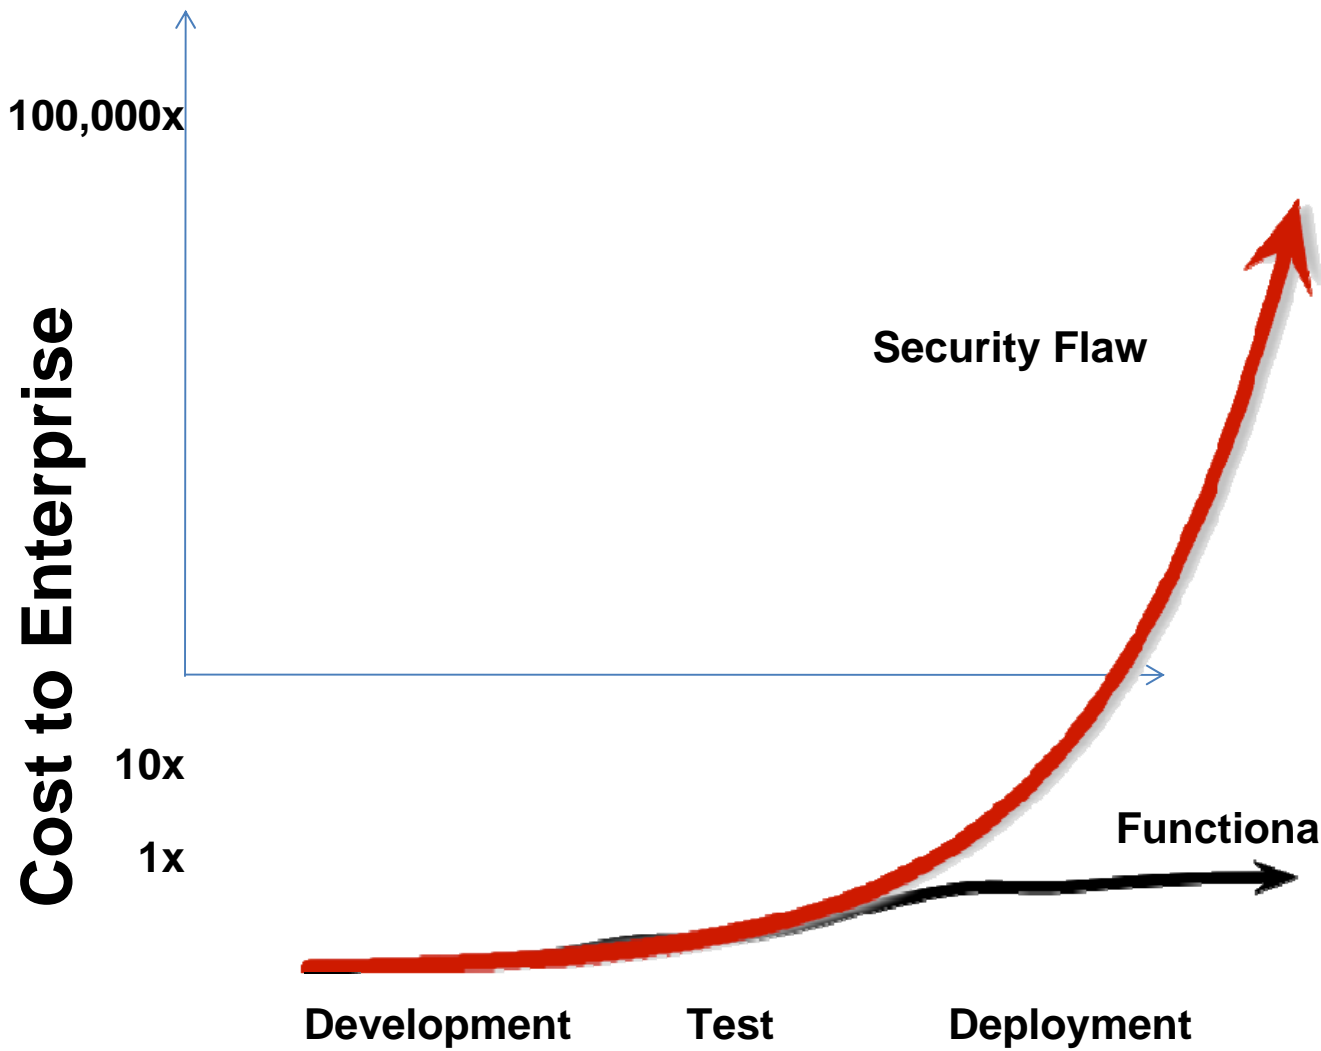 100,000x
Security Flaw
Cost to Enterprise
10x
Functiona
1x
Development Test Deployment